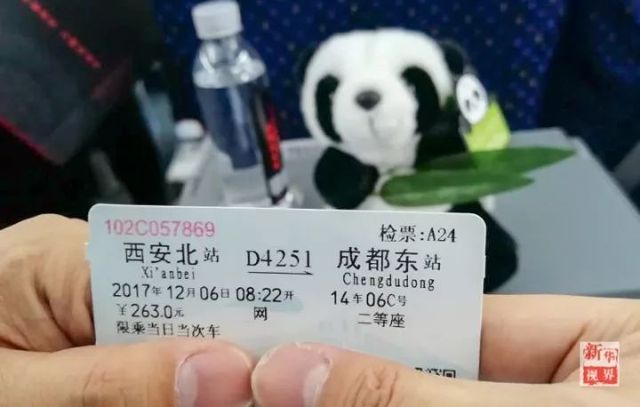 102C057869 检票:A24
西安北站 D4251 成都东站
Xi'anbei Chengdudong
2017年12月06日08:22开 14车06C号
￥263.0元 网 二等座
限乘当日当次车
新华
视界